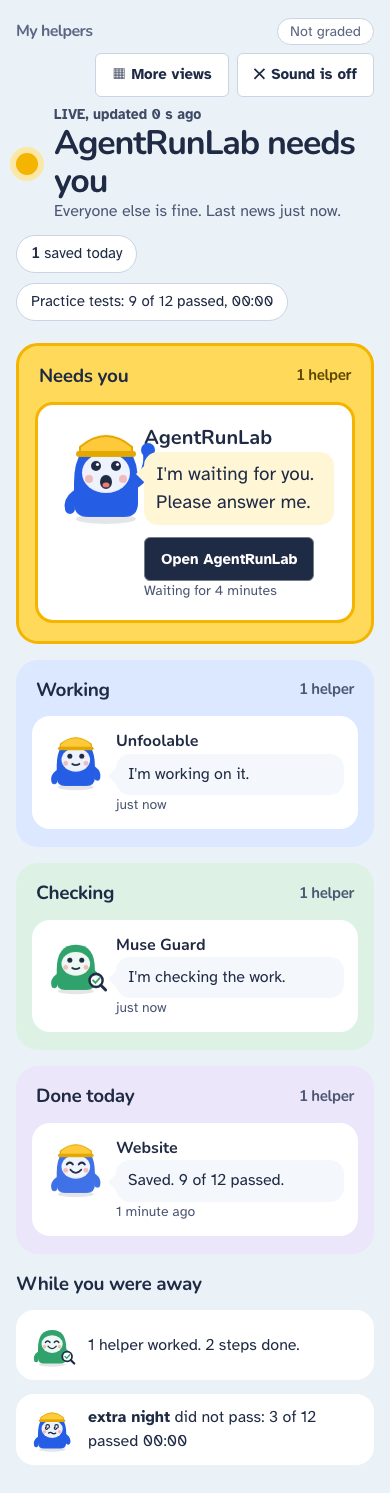 My helpers
Not graded
More views
Sound is off
LIVE, updated 0 s ago
AgentRunLab needs
you
Everyone else is fine. Last news just now.
1 saved today
Practice tests: 9 of 12 passed, 00:00
Needs you
1 helper
AgentRunLab
I'm waiting for you.
Please answer me.
Open AgentRunLab
Waiting for 4 minutes
Working
1 helper
Unfoolable
I'm working on it.
just now
Checking
1 helper
Muse Guard
I'm checking the work.
just now
Done today
1 helper
Website
Saved. 9 of 12 passed.
1 minute ago
While you were away
1 helper worked. 2 steps done.
extra night did not pass: 3 of 12
passed 00:00